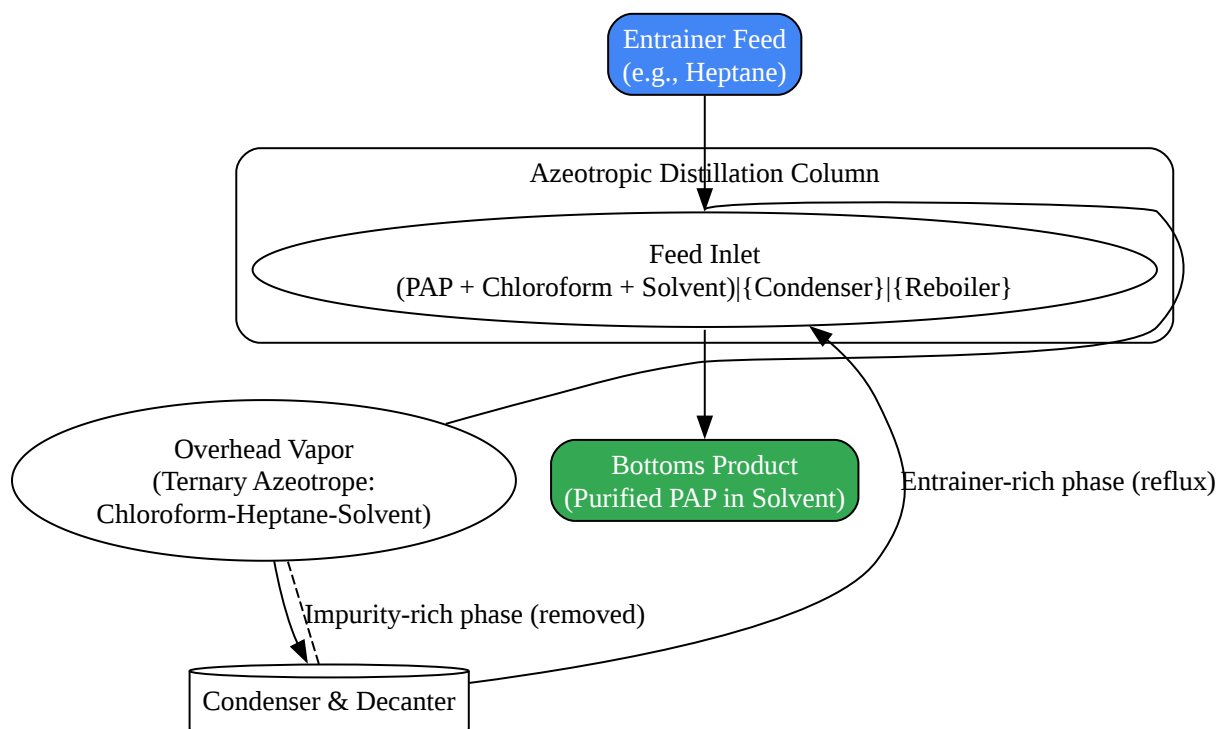 Entrainer Feed
(e.g., Heptane)
Azeotropic Distillation Column
Feed Inlet
(PAP + Chloroform + Solvent)|{Condenser}|{Reboiler}
Overhead Vapor
(Ternary Azeotrope:
Chloroform-Heptane-Solvent)
Bottoms Product
(Purified PAP in Solvent)
Entrainer-rich phase (reflux)
Impurity-rich phase (removed)
Condenser & Decanter